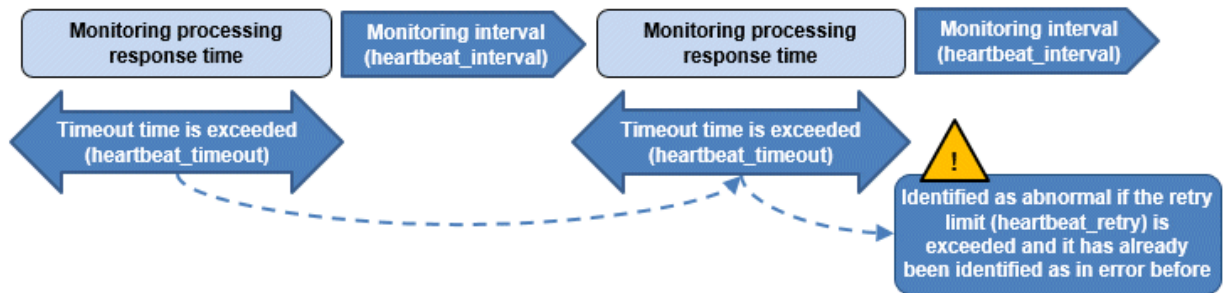 Monitoring processing
response time
Monitoring interval
(heartbeat_interval)
Monitoring processing
response time
Monitoring interval
(heartbeat_interval)
Timeout time is exceeded
(heartbeat_timeout)
Timeout time is exceeded
(heartbeat_timeout)
!
Identified as abnormal if the retry
limit (heartbeat_retry) is
exceeded and it has already
been identified as in error before